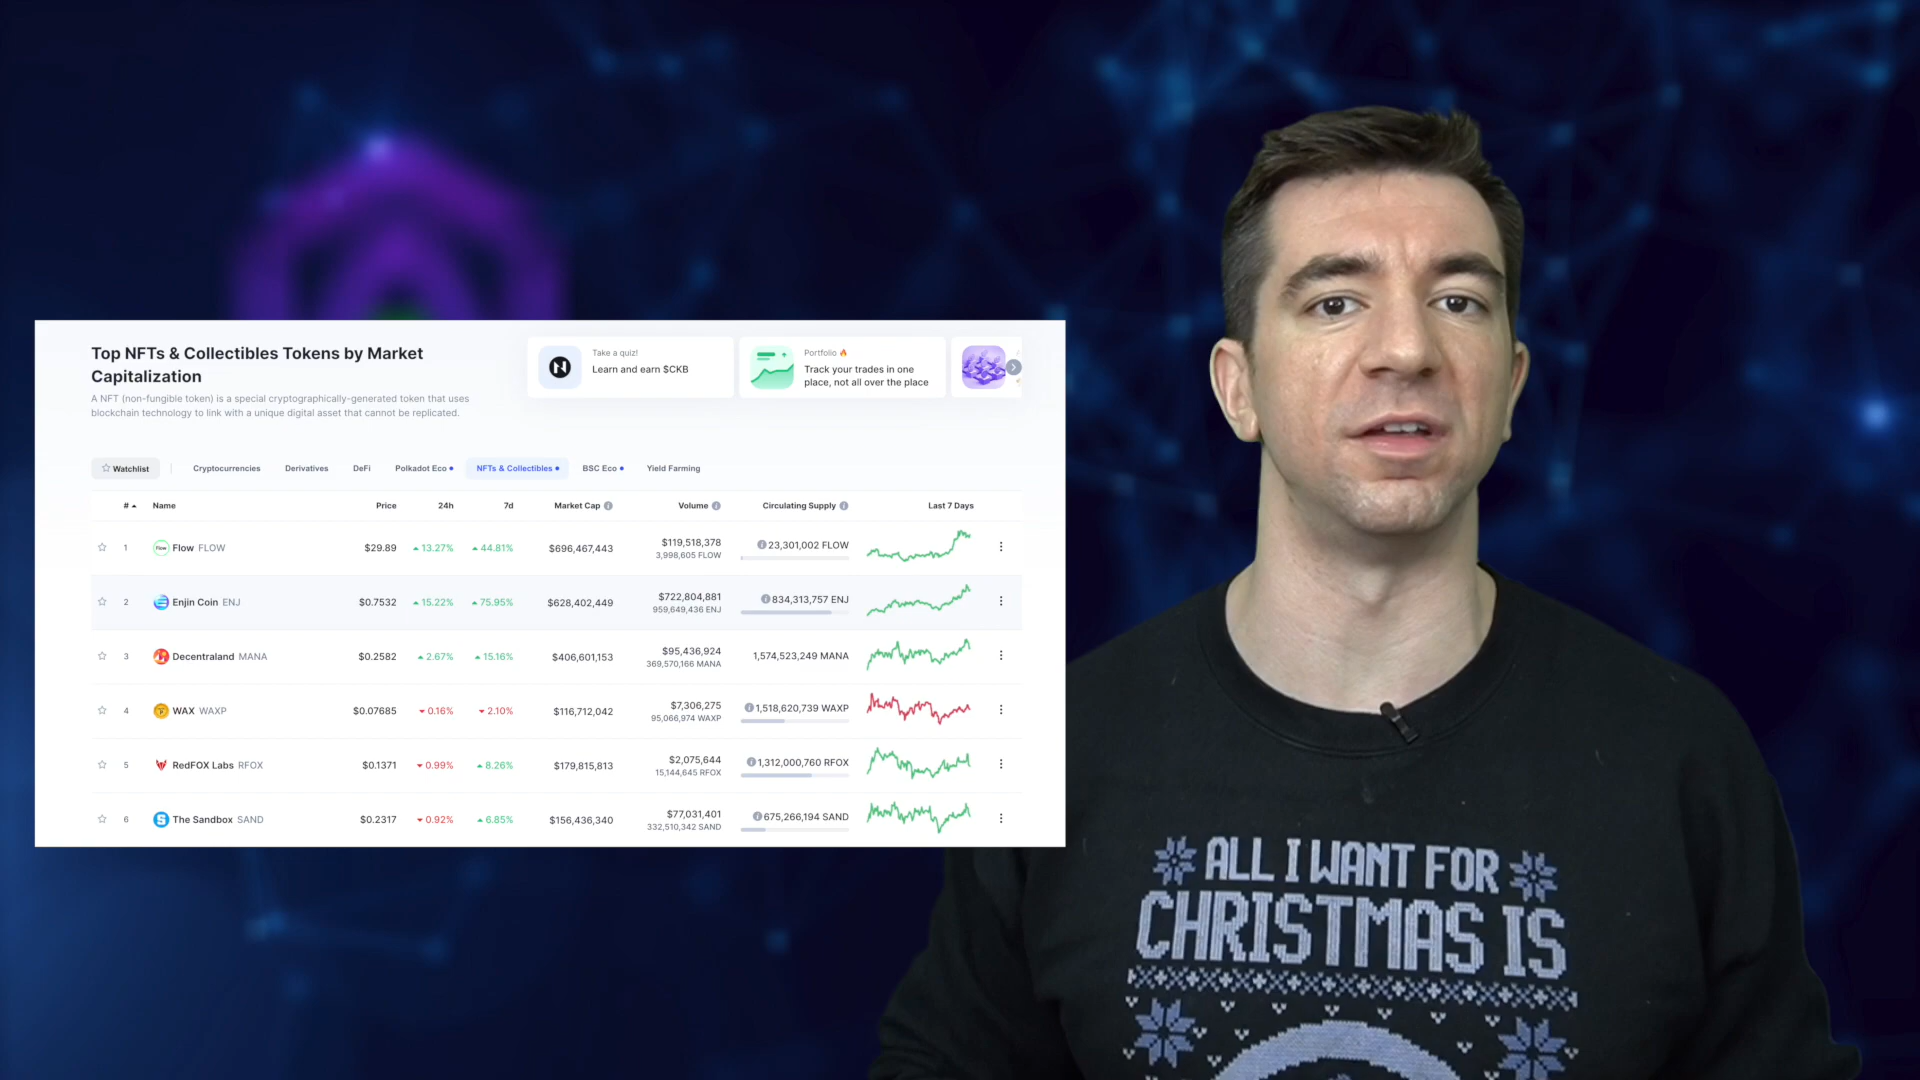 Top NFTs & Collectibles Tokens by Market
Capitalization
A NFT (non-fungible token) is a special cryptographically-generated token that uses
blockchain technology to link with a unique digital asset that cannot be replicated.
Take a quiz!
Learn and earn $CKB
Portfolio 🔥
Track your trades in one
place, not all over the place
Watchlist Cryptocurrencies Derivatives DeFi Polkadot Eco NFTs & Collectibles BSC Eco Yield Farming
# Name Price 24h 7d Market Cap Volume Circulating Supply Last 7 Days
1 Flow FLOW $29.89 13.27% 44.81% $696,467,443 $119,518,378 23,301,002 FLOW
3,998,605 FLOW
2 Enjin Coin ENJ $0.7532 15.22% 75.95% $628,402,449 $722,804,881 834,313,757 ENJ
959,649,436 ENJ
3 Decentraland MANA $0.2582 2.67% 15.16% $406,601,153 $95,436,924 1,574,523,249 MANA
369,570,166 MANA
4 WAX WAXP $0.07685 0.16% 2.10% $116,712,042 $7,306,275 1,518,620,739 WAXP
95,066,974 WAXP
5 RedFOX Labs RFOX $0.1371 0.99% 8.26% $179,815,813 $2,075,644 1,312,000,760 RFOX
15,144,645 RFOX
6 The Sandbox SAND $0.2317 0.92% 6.85% $156,436,340 $77,031,401 675,266,194 SAND
332,510,342 SAND
ALL I WANT FOR
CHRISTMAS IS